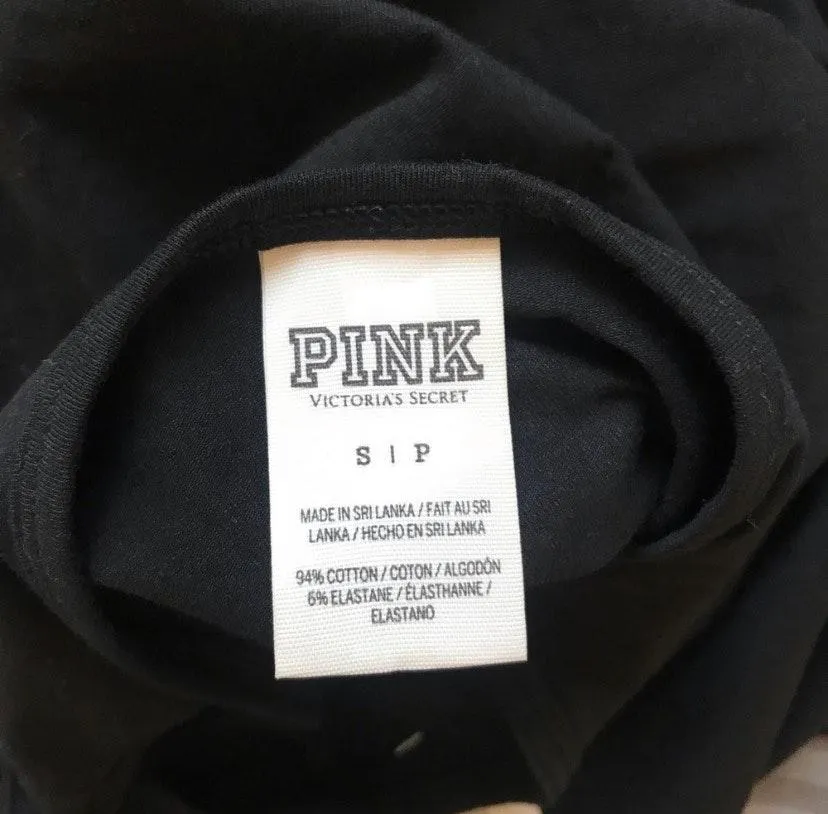 PINK
VICTORIA'S SECRET
S | P
MADE IN SRI LANKA / FAIT AU SRI
LANKA / HECHO EN SRI LANKA
94% COTTON / COTON / ALGODÓN
6% ELASTANE / ÉLASTHANNE /
ELASTANO